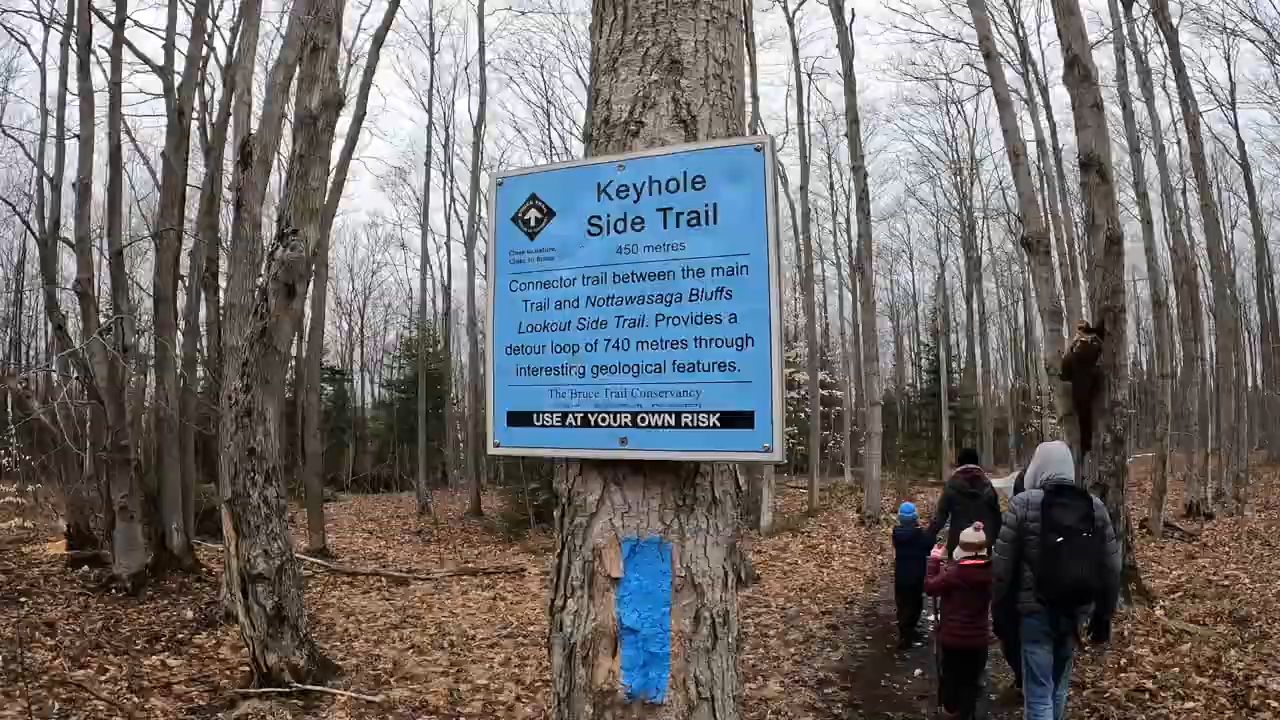 Keyhole
Side Trail
450 metres
Connector trail between the main
Trail and Nottawasaga Bluffs
Lookout Side Trail. Provides a
detour loop of 740 metres through
interesting geological features.
The Bruce Trail Conservancy
USE AT YOUR OWN RISK